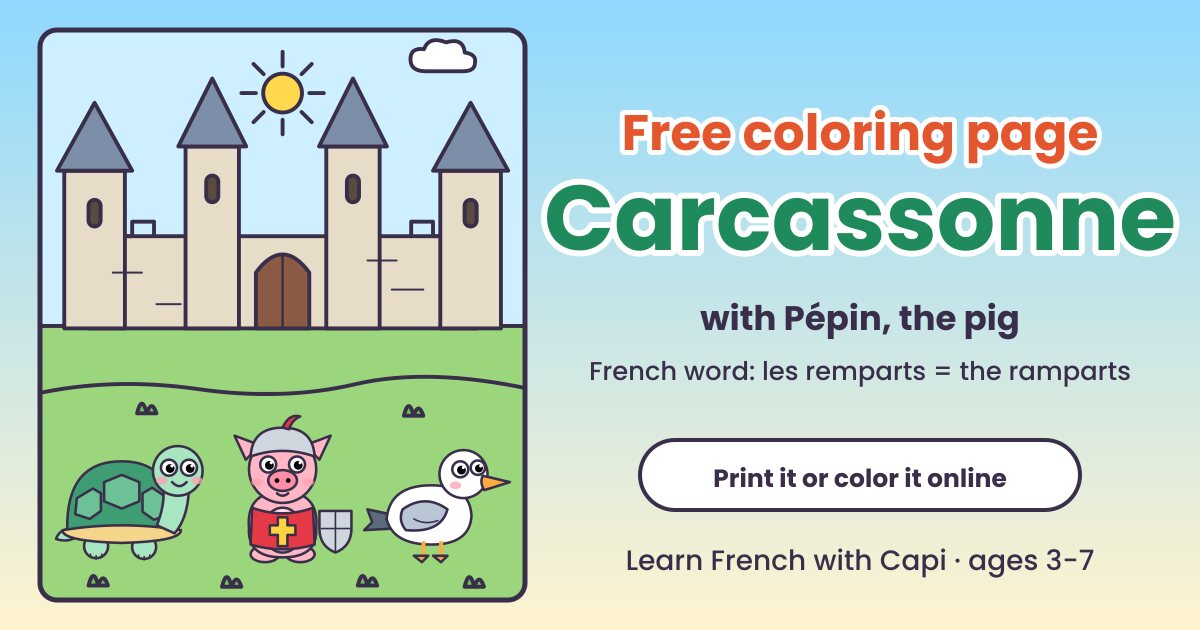 Free coloring page
Carcassonne
with Pépin, the pig
French word: les remparts = the ramparts
Print it or color it online
Learn French with Capi · ages 3-7